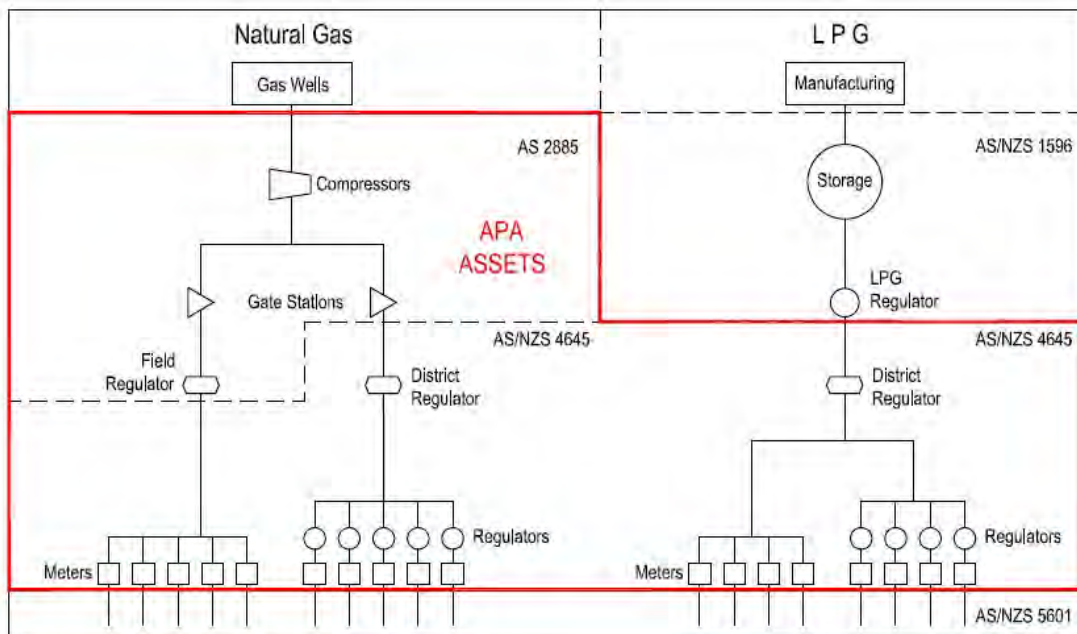 Natural Gas
L P G
Gas Wells
Manufacturing
AS 2885
AS/NZS 1596
Compressors
Storage
APA
ASSETS
Gate Stations
LPG
Regulator
AS/NZS 4645
AS/NZS 4645
Field
Regulator
District
Regulator
District
Regulator
Regulators
Regulators
Meters
Meters
AS/NZS 5601